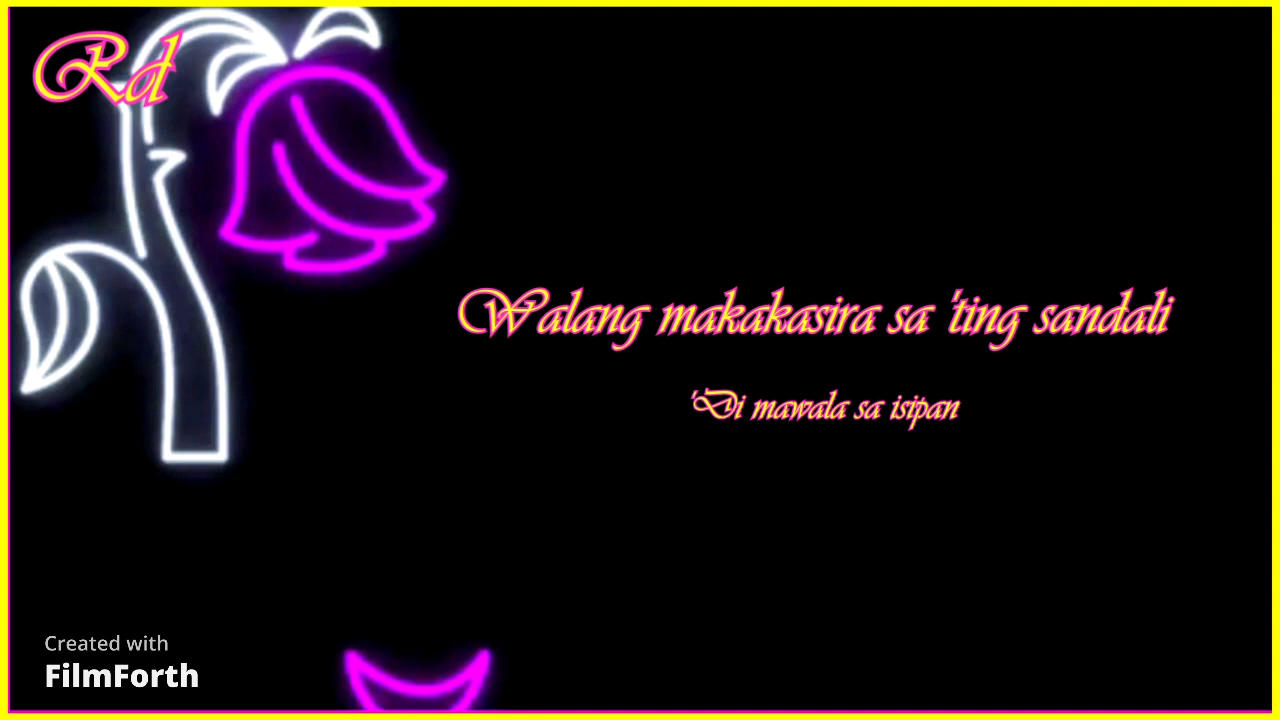 Rd
Walang makakasira sa 'ting sandali
'Di mawala sa isipan
Created with
FilmForth